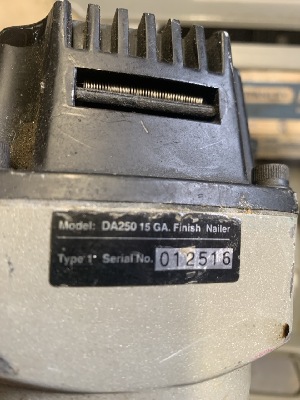 Model: DA250 15 GA. Finish Nailer
Type 1 Serial No. 012516